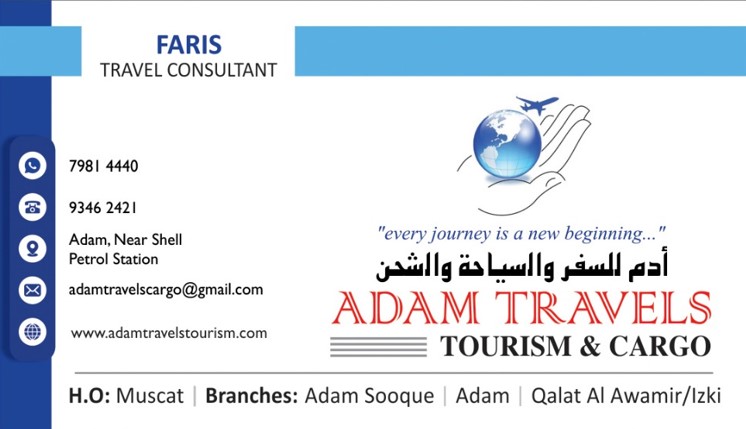 FARIS
TRAVEL CONSULTANT
7981 4440
9346 2421
Adam, Near Shell
Petrol Station
adamtravelscargo@gmail.com
www.adamtravelstourism.com
"every journey is a new beginning..."
أدم للسفر والسياحة والشحن
ADAM TRAVELS
TOURISM & CARGO
H.O: Muscat | Branches: Adam Sooque | Adam | Qalat Al Awamir/Izki